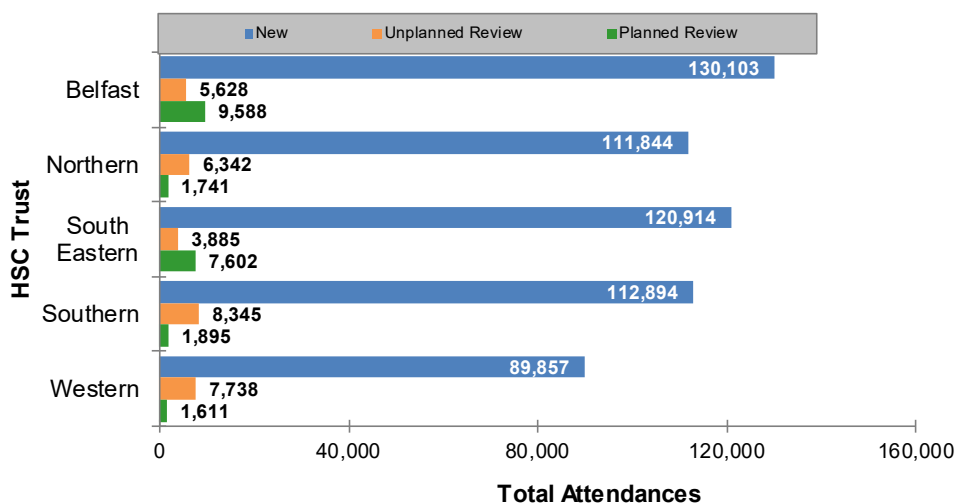 New Unplanned Review Planned Review
HSC Trust
Belfast
130,103
5,628
9,588
Northern
111,844
6,342
1,741
South
Eastern
120,914
3,885
7,602
Southern
112,894
8,345
1,895
Western
89,857
7,738
1,611
0 40,000 80,000 120,000 160,000
Total Attendances